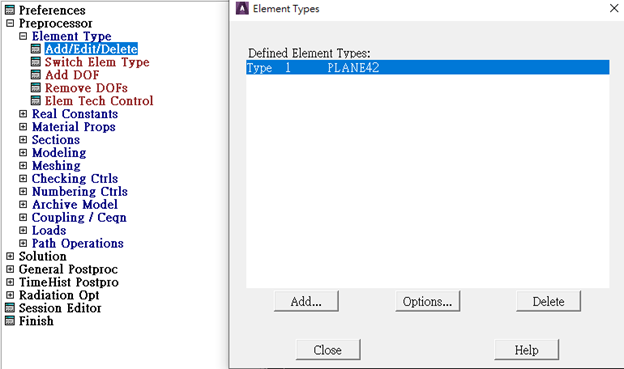 Preferences
Preprocessor
Element Type
Add/Edit/Delete
Switch Elem Type
Add DOF
Remove DOFs
Elem Tech Control
Real Constants
Material Props
Sections
Modeling
Meshing
Checking Ctrls
Numbering Ctrls
Archive Model
Coupling / Ceqn
Loads
Path Operations
Solution
General Postproc
TimeHist Postpro
Radiation Opt
Session Editor
Finish
Element Types
Defined Element Types:
Type 1 PLANE42
Add... Options... Delete
Close Help